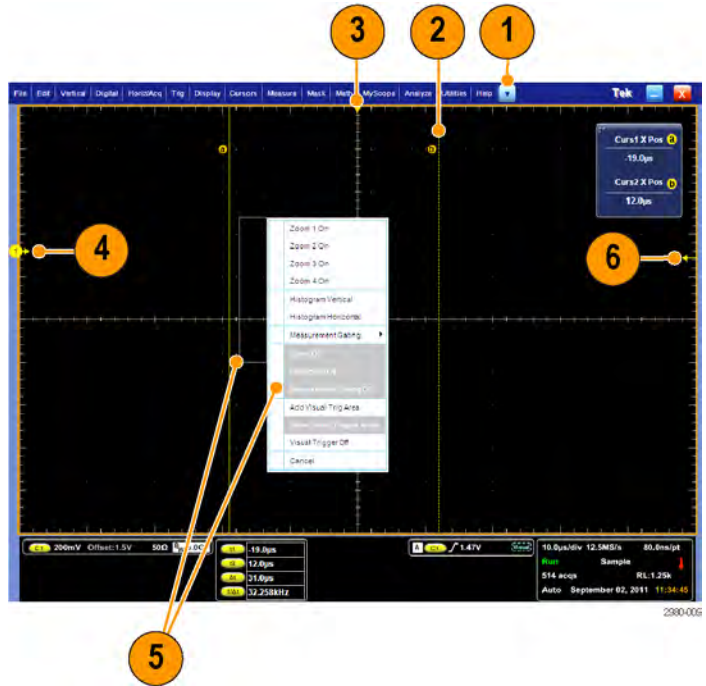 3 2 1
File Edit Vertical Digital Horiz/Acq Trig Display Cursors Measure Mask Math MyScope Analyze Utilities Help Tek X
a b
Curs1 X Pos a
-19.0µs
Curs2 X Pos b
12.0µs
4
6
Zoom 1 On
Zoom 2 On
Zoom 3 On
Zoom 4 On
Histogram Vertical
Histogram Horizontal
Measurement Gating
Add Visual Trig Area
Visual Trigger Off
Cancel
C1 200mV Offset:1.5V 50Ω
t1 -19.0µs
t2 12.0µs
Δt 31.0µs
1/Δt 32.258kHz
A C1 1.47V Visual
10.0µs/div 12.5MS/s 80.0ns/pt
Run Sample
514 acqs RL:1.25k
Auto September 02, 2011 11:34:45
2980-009
5